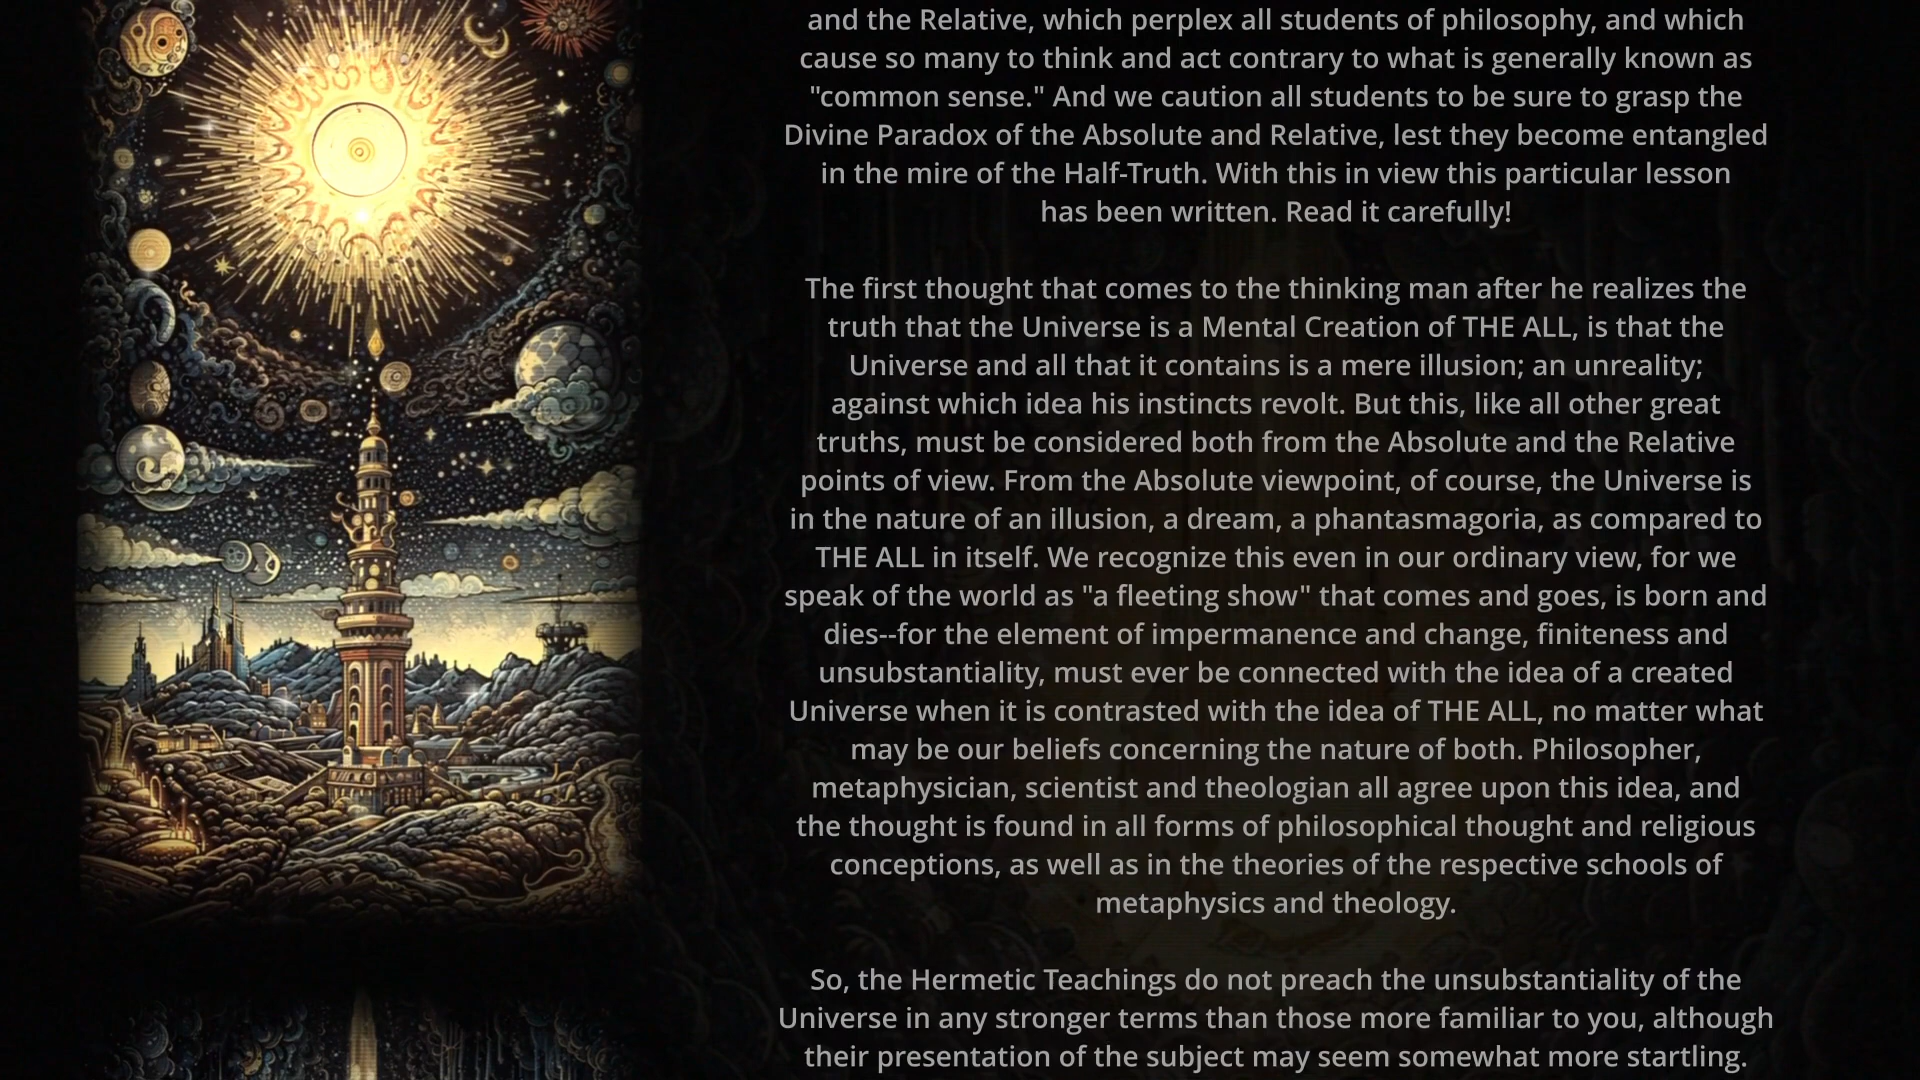 and the Relative, which perplex all students of philosophy, and which
cause so many to think and act contrary to what is generally known as
"common sense." And we caution all students to be sure to grasp the
Divine Paradox of the Absolute and Relative, lest they become entangled
in the mire of the Half-Truth. With this in view this particular lesson
has been written. Read it carefully!
The first thought that comes to the thinking man after he realizes the
truth that the Universe is a Mental Creation of THE ALL, is that the
Universe and all that it contains is a mere illusion; an unreality;
against which idea his instincts revolt. But this, like all other great
truths, must be considered both from the Absolute and the Relative
points of view. From the Absolute viewpoint, of course, the Universe is
in the nature of an illusion, a dream, a phantasmagoria, as compared to
THE ALL in itself. We recognize this even in our ordinary view, for we
speak of the world as "a fleeting show" that comes and goes, is born and
dies--for the element of impermanence and change, finiteness and
unsubstantiality, must ever be connected with the idea of a created
Universe when it is contrasted with the idea of THE ALL, no matter what
may be our beliefs concerning the nature of both. Philosopher,
metaphysician, scientist and theologian all agree upon this idea, and
the thought is found in all forms of philosophical thought and religious
conceptions, as well as in the theories of the respective schools of
metaphysics and theology.
So, the Hermetic Teachings do not preach the unsubstantiality of the
Universe in any stronger terms than those more familiar to you, although
their presentation of the subject may seem somewhat more startling.